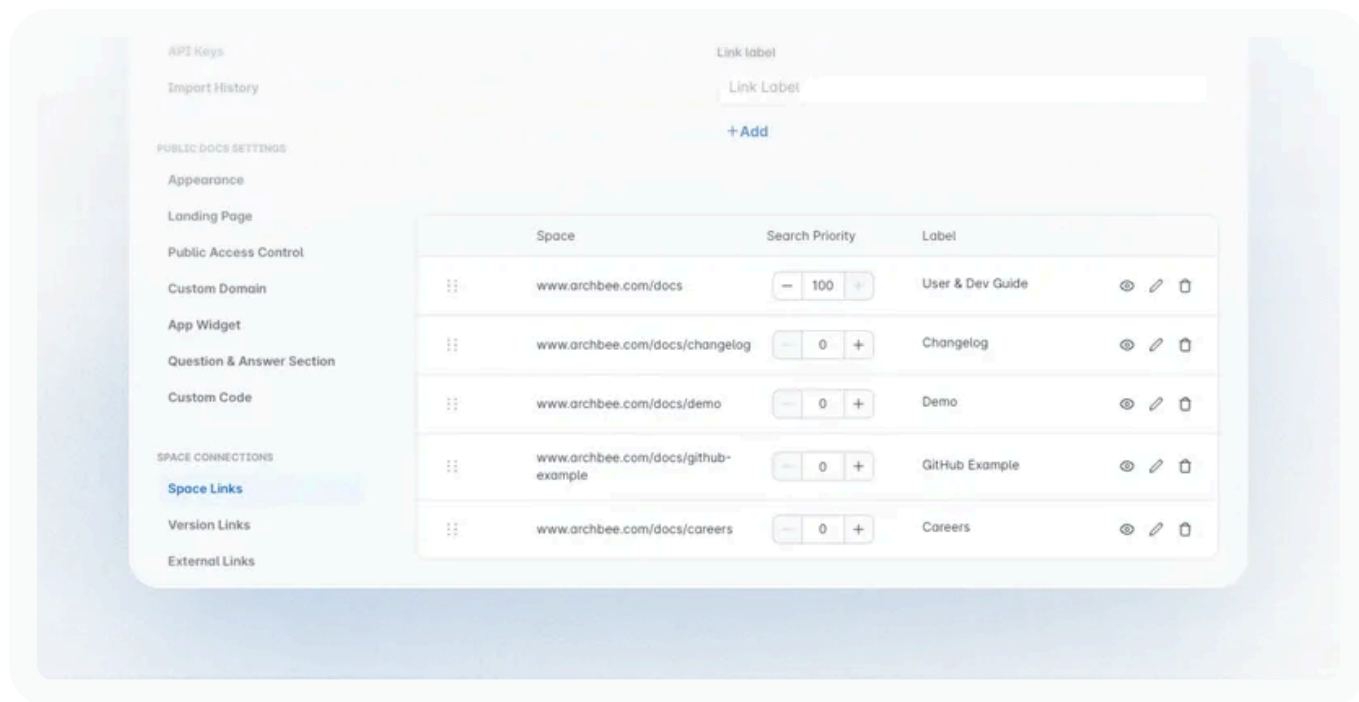 API Keys
Import History
PUBLIC DOCS SETTINGS
Appearance
Landing Page
Public Access Control
Custom Domain
App Widget
Question & Answer Section
Custom Code
SPACE CONNECTIONS
Space Links
Version Links
External Links
Link label
Link Label
+Add
Space Search Priority Label
www.archbee.com/docs − 100 + User & Dev Guide
www.archbee.com/docs/changelog − 0 + Changelog
www.archbee.com/docs/demo − 0 + Demo
www.archbee.com/docs/github-
example − 0 + GitHub Example
www.archbee.com/docs/careers − 0 + Careers